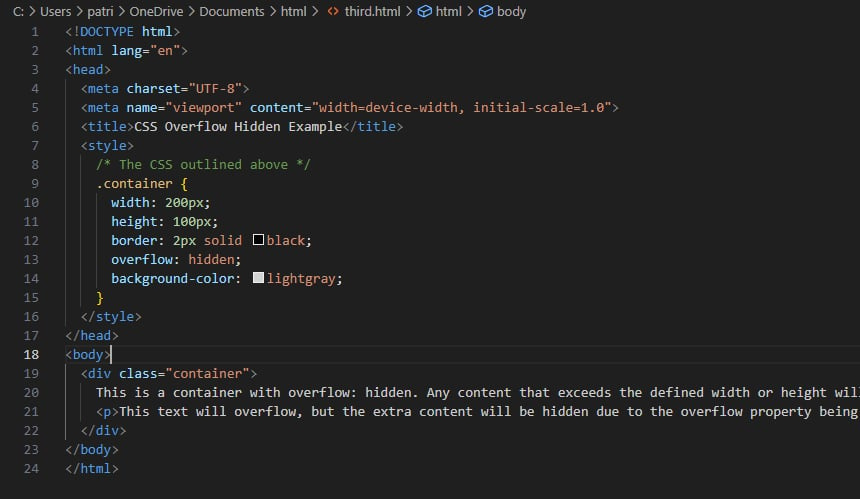 C: > Users > patri > OneDrive > Documents > html > <> third.html > html > body
1 <!DOCTYPE html>
2 <html lang="en">
3 <head>
4 <meta charset="UTF-8">
5 <meta name="viewport" content="width=device-width, initial-scale=1.0">
6 <title>CSS Overflow Hidden Example</title>
7 <style>
8 /* The CSS outlined above */
9 .container {
10 width: 200px;
11 height: 100px;
12 border: 2px solid black;
13 overflow: hidden;
14 background-color: lightgray;
15 }
16 </style>
17 </head>
18 <body>
19 <div class="container">
20 This is a container with overflow: hidden. Any content that exceeds the defined width or height wil
21 <p>This text will overflow, but the extra content will be hidden due to the overflow property being
22 </div>
23 </body>
24 </html>